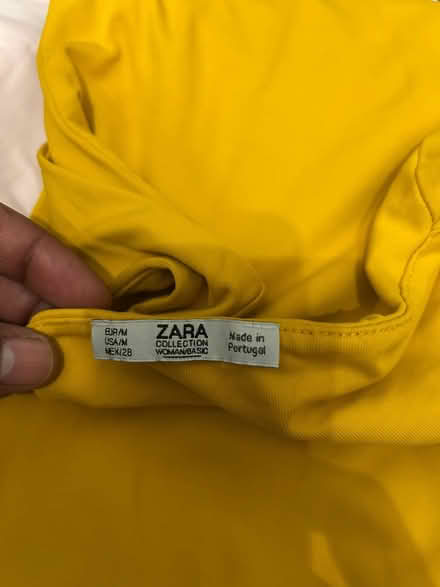 EUR/M
USA/M
MEX/28
ZARA
COLLECTION
WOMAN/BASIC
Made in
Portugal